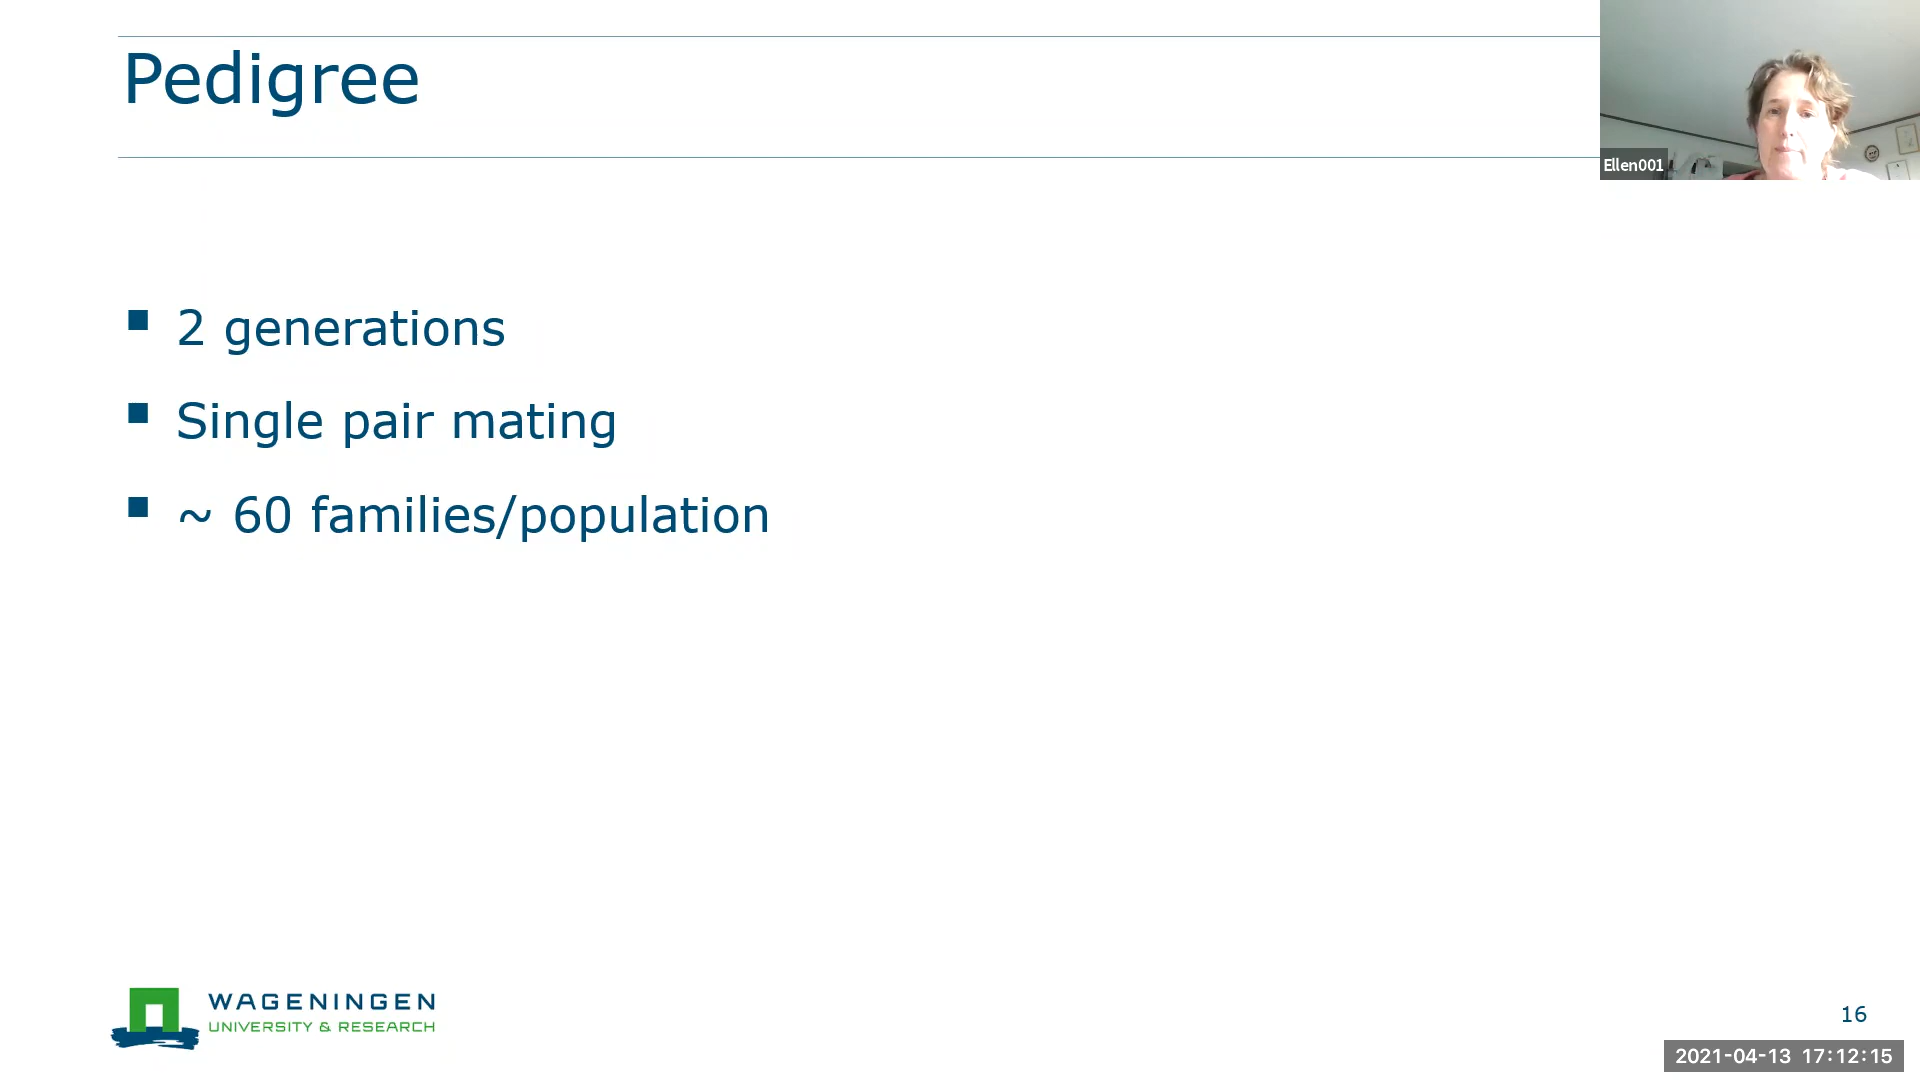 Pedigree
Ellen001
2 generations
Single pair mating
~ 60 families/population
WAGENINGEN
UNIVERSITY & RESEARCH
16
2021-04-13 17:12:15